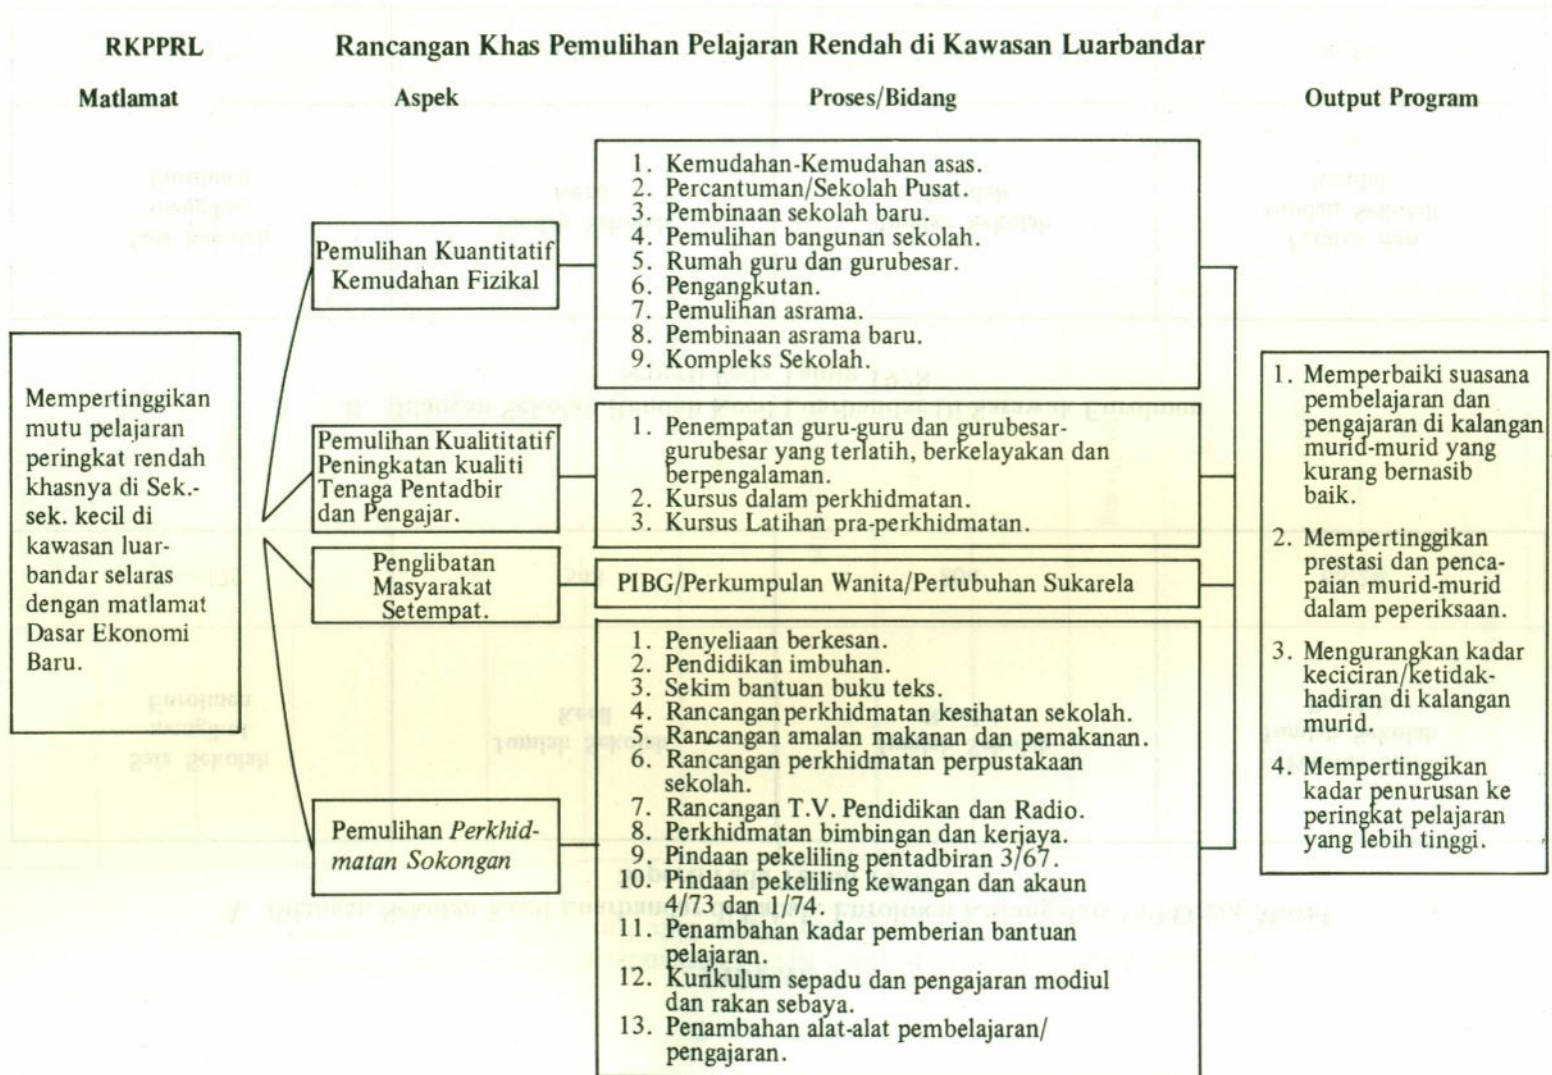 RKPPRL Rancangan Khas Pemulihan Pelajaran Rendah di Kawasan Luarbandar
Matlamat Aspek Proses/Bidang Output Program
Mempertinggikan
mutu pelajaran
peringkat rendah
khasnya di Sek.-
sek. kecil di
kawasan luar-
bandar selaras
dengan matlamat
Dasar Ekonomi
Baru.
Pemulihan Kuantitatif
Kemudahan Fizikal
1. Kemudahan-Kemudahan asas.
2. Percantuman/Sekolah Pusat.
3. Pembinaan sekolah baru.
4. Pemulihan bangunan sekolah.
5. Rumah guru dan gurubesar.
6. Pengangkutan.
7. Pemulihan asrama.
8. Pembinaan asrama baru.
9. Kompleks Sekolah.
Pemulihan Kualititatif
Peningkatan kualiti
Tenaga Pentadbir
dan Pengajar.
1. Penempatan guru-guru dan gurubesar-
gurubesar yang terlatih, berkelayakan dan
berpengalaman.
2. Kursus dalam perkhidmatan.
3. Kursus Latihan pra-perkhidmatan.
Penglibatan
Masyarakat
Setempat.
PIBG/Perkumpulan Wanita/Pertubuhan Sukarela
Pemulihan Perkhid-
matan Sokongan
1. Penyeliaan berkesan.
2. Pendidikan imbuhan.
3. Sekim bantuan buku teks.
4. Rancangan perkhidmatan kesihatan sekolah.
5. Rancangan amalan makanan dan pemakanan.
6. Rancangan perkhidmatan perpustakaan
sekolah.
7. Rancangan T.V. Pendidikan dan Radio.
8. Perkhidmatan bimbingan dan kerjaya.
9. Pindaan pekeliling pentadbiran 3/67.
10. Pindaan pekeliling kewangan dan akaun
4/73 dan 1/74.
11. Penambahan kadar pemberian bantuan
pelajaran.
12. Kurikulum sepadu dan pengajaran modiul
dan rakan sebaya.
13. Penambahan alat-alat pembelajaran/
pengajaran.
1. Memperbaiki suasana
pembelajaran dan
pengajaran di kalangan
murid-murid yang
kurang bernasib
baik.
2. Mempertinggikan
prestasi dan penca-
paian murid-murid
dalam peperiksaan.
3. Mengurangkan kadar
keciciran/ketidak-
hadiran di kalangan
murid.
4. Mempertinggikan
kadar penurusan ke
peringkat pelajaran
yang lebih tinggi.